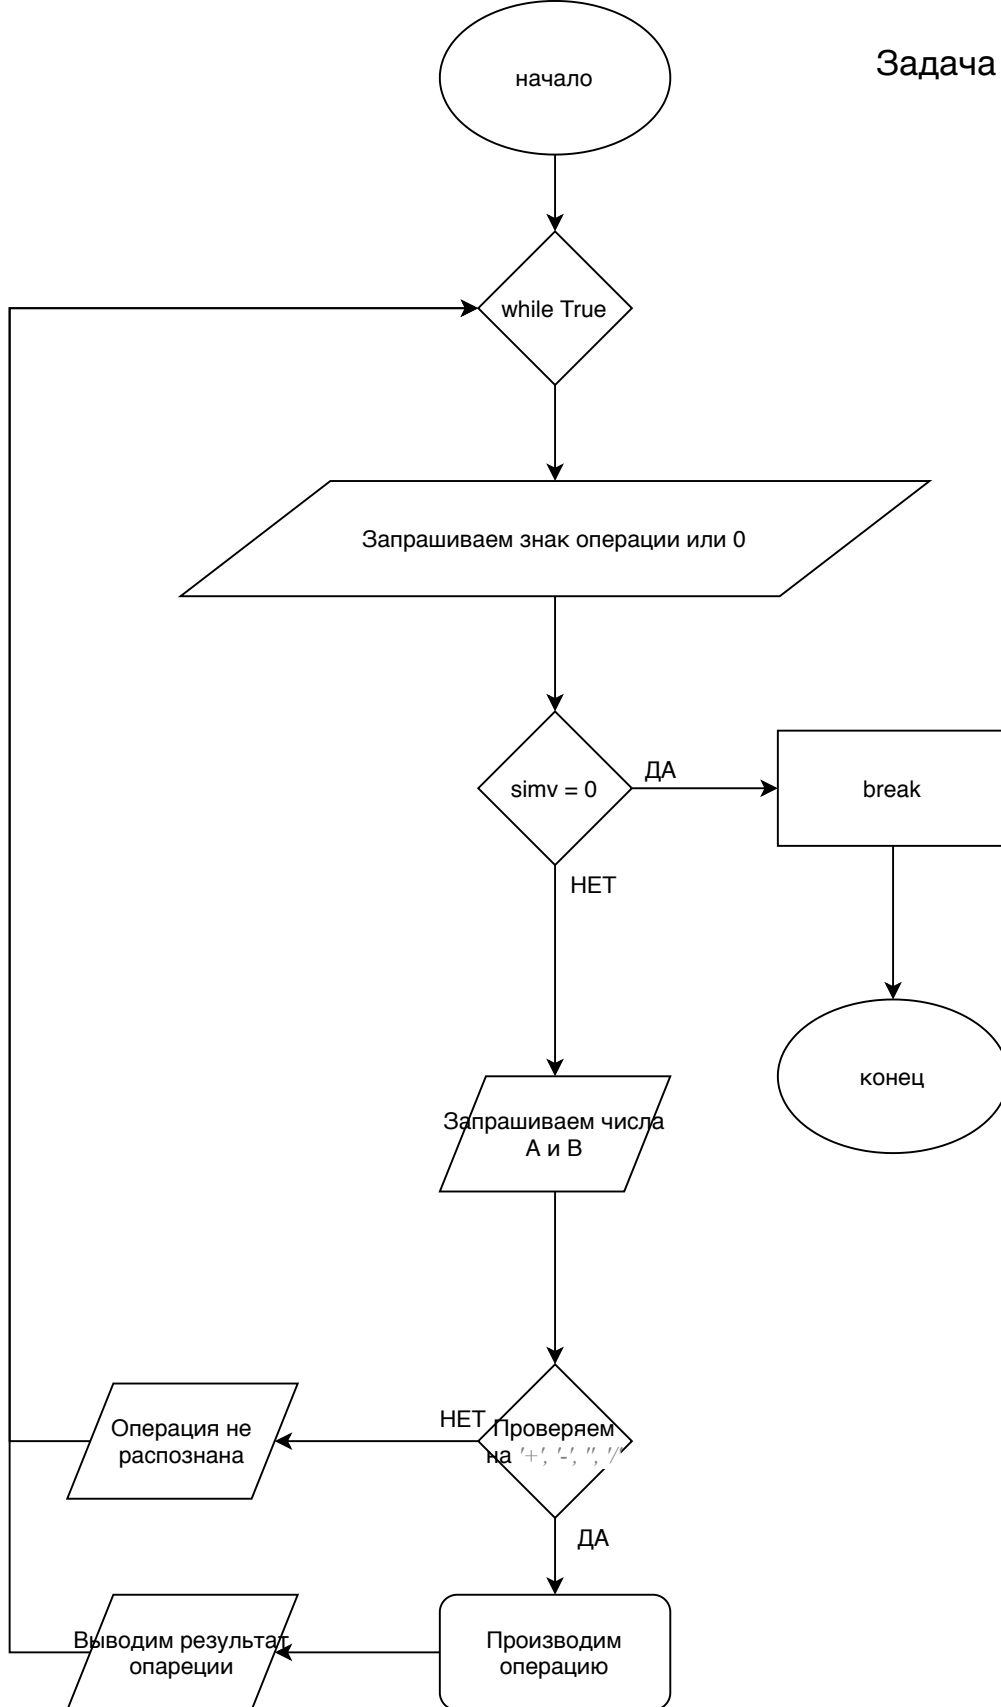 начало
Задача
while True
Запрашиваем знак операции или 0
simv = 0
ДА
break
НЕТ
конец
Запрашиваем числа
А и В
НЕТ
Проверяем
на '+', '-', '', '/'
Операция не
распознана
ДА
Выводим результат
опареции
Производим
операцию